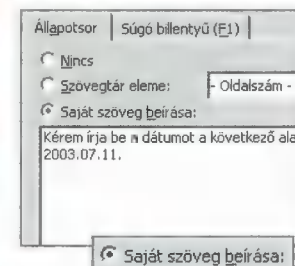 Állapotsor Súgó billentyű (F1)
Nincs
Szövegtár eleme: - Oldalszám -
Saját szöveg beírása:
Kérem írja be a dátumot a következő ala
2003.07.11.
Saját szöveg beírása: